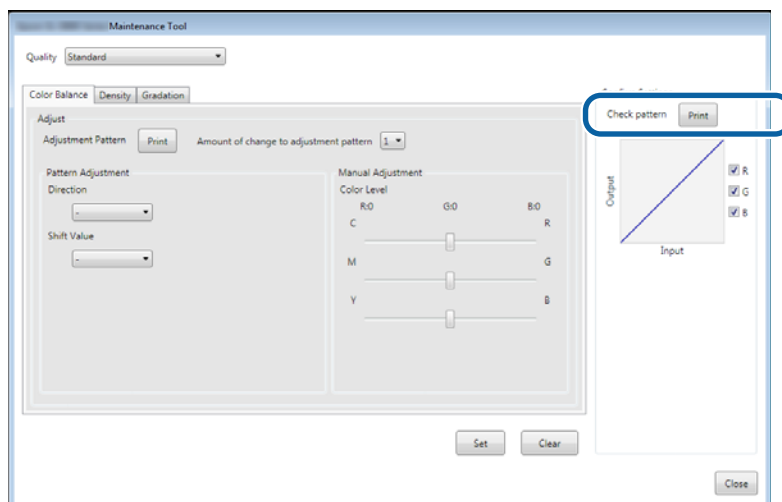 Maintenance Tool
Quality Standard
Color Balance Density Gradation
Adjust
Adjustment Pattern Print Amount of change to adjustment pattern 1
Pattern Adjustment
Direction
-
Shift Value
-
Manual Adjustment
Color Level
R:0 G:0 B:0
C R
M G
Y B
Check pattern Print
Output
R
G
B
Input
Set Clear
Close